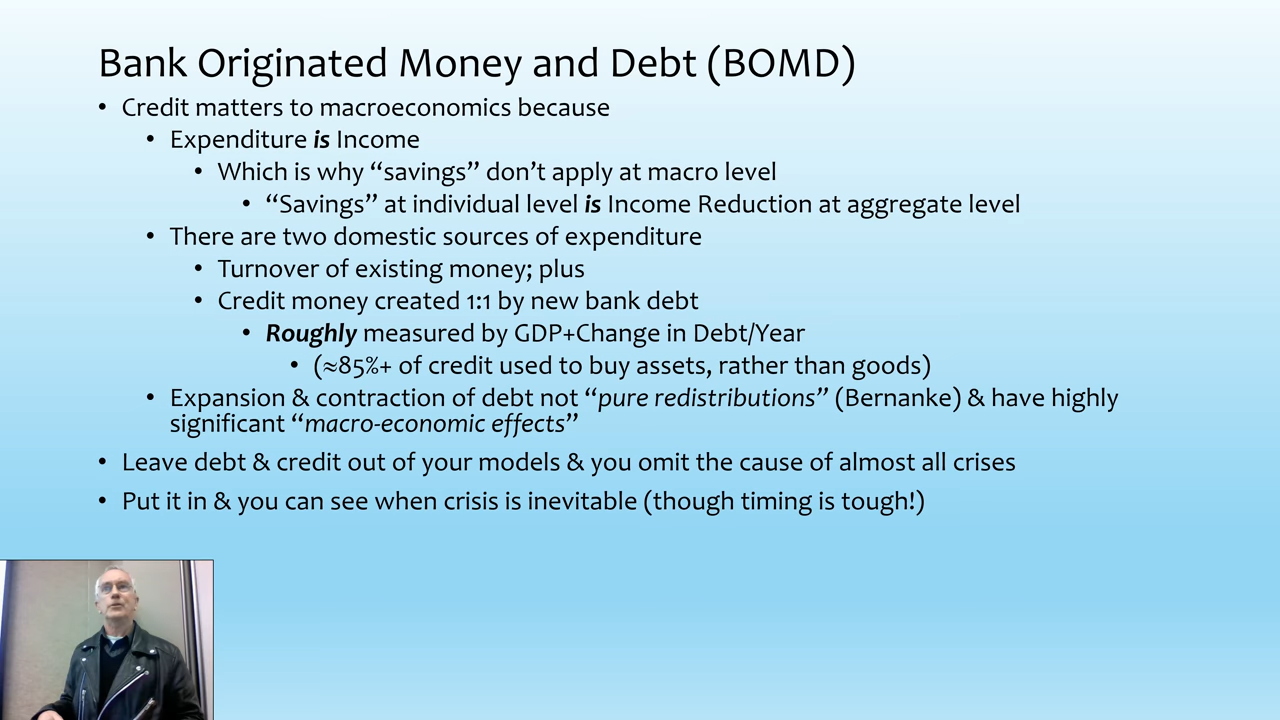 Bank Originated Money and Debt (BOMD)
• Credit matters to macroeconomics because
• Expenditure is Income
• Which is why “savings” don’t apply at macro level
• “Savings” at individual level is Income Reduction at aggregate level
• There are two domestic sources of expenditure
• Turnover of existing money; plus
• Credit money created 1:1 by new bank debt
• Roughly measured by GDP+Change in Debt/Year
• (≈85%+ of credit used to buy assets, rather than goods)
• Expansion & contraction of debt not “pure redistributions” (Bernanke) & have highly
significant “macro-economic effects”
• Leave debt & credit out of your models & you omit the cause of almost all crises
• Put it in & you can see when crisis is inevitable (though timing is tough!)